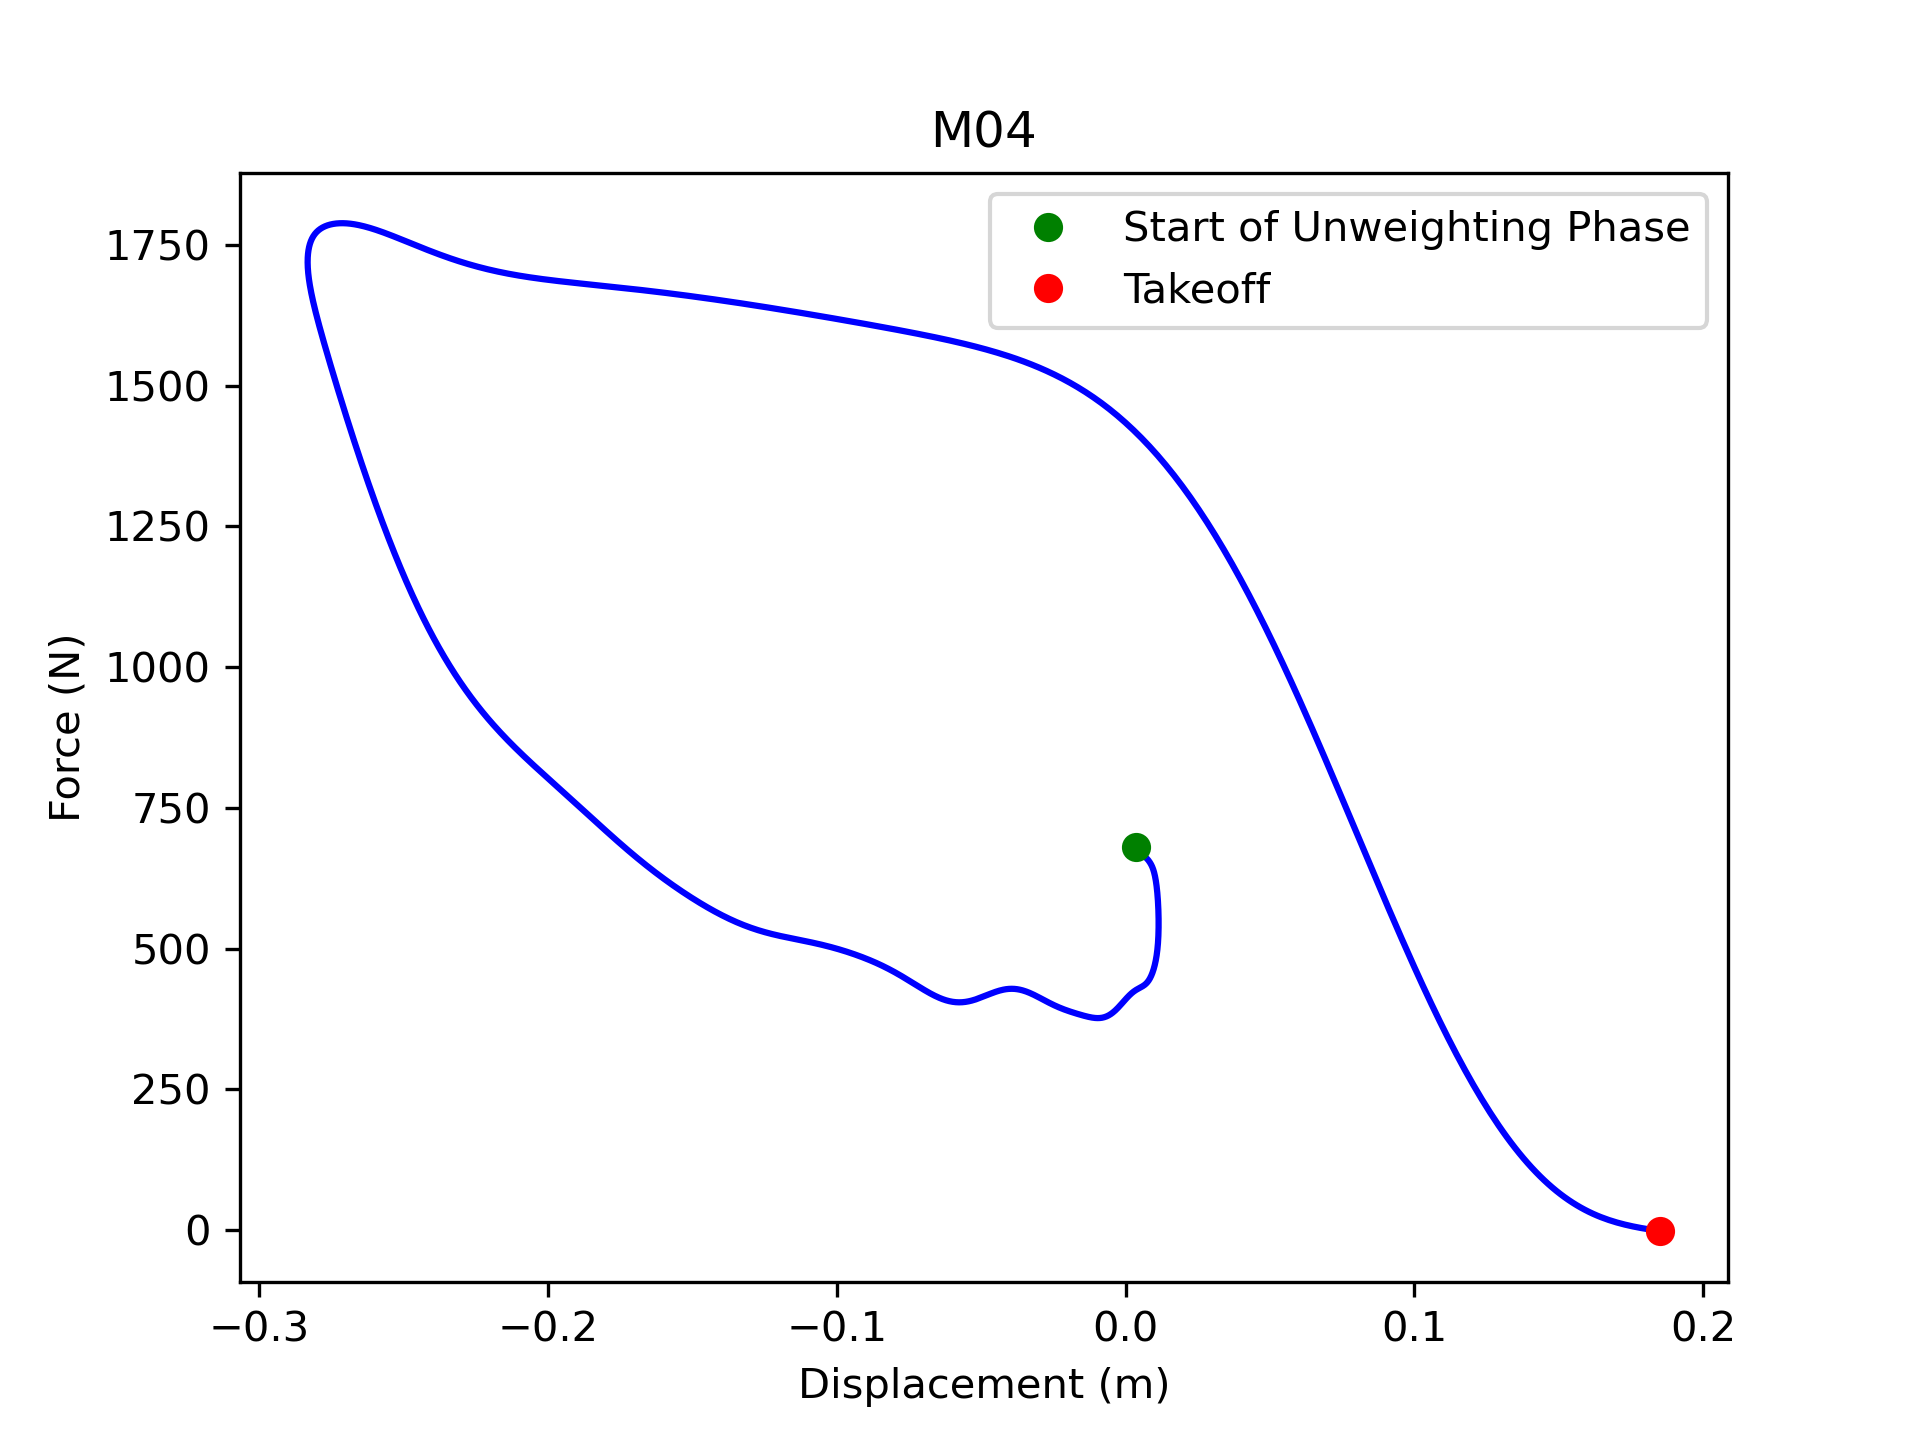 M04
Start of Unweighting Phase
Takeoff
1750
1500
1250
1000
750
500
250
0
Force (N)
−0.3 −0.2 −0.1 0.0 0.1 0.2
Displacement (m)